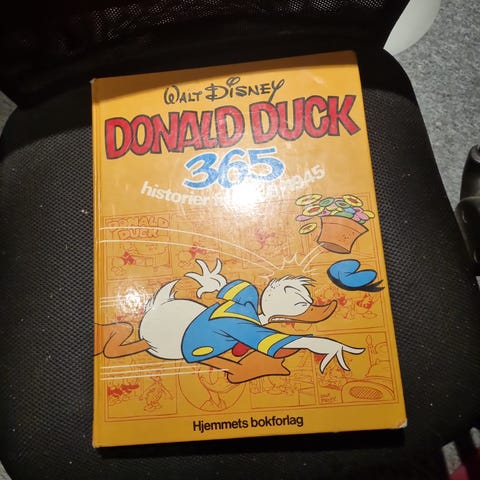 WALT DISNEY
DONALD DUCK
365
historier 1945
DONALD
DUCK
Hjemmets bokforlag